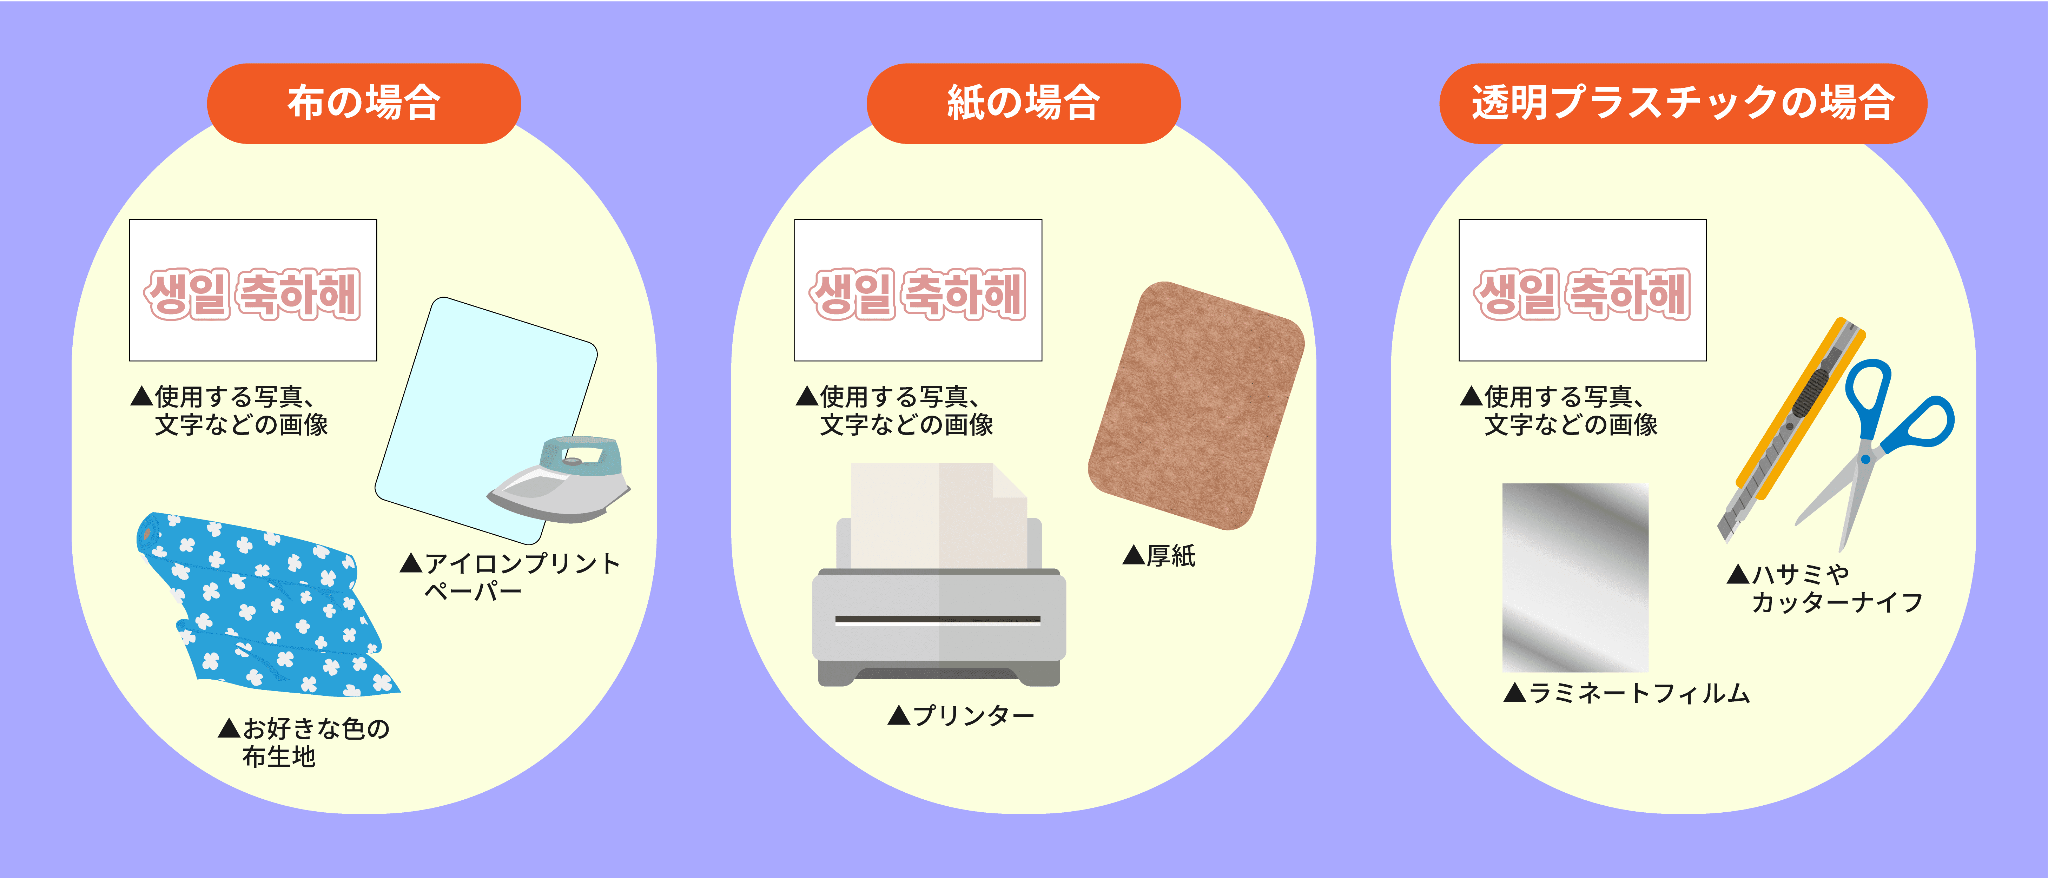 布の場合
생일 축하해
▲使用する写真、
文字などの画像
▲アイロンプリント
ペーパー
▲お好きな色の
布生地
紙の場合
생일 축하해
▲使用する写真、
文字などの画像
▲厚紙
▲プリンター
透明プラスチックの場合
생일 축하해
▲使用する写真、
文字などの画像
▲ハサミや
カッターナイフ
▲ラミネートフィルム